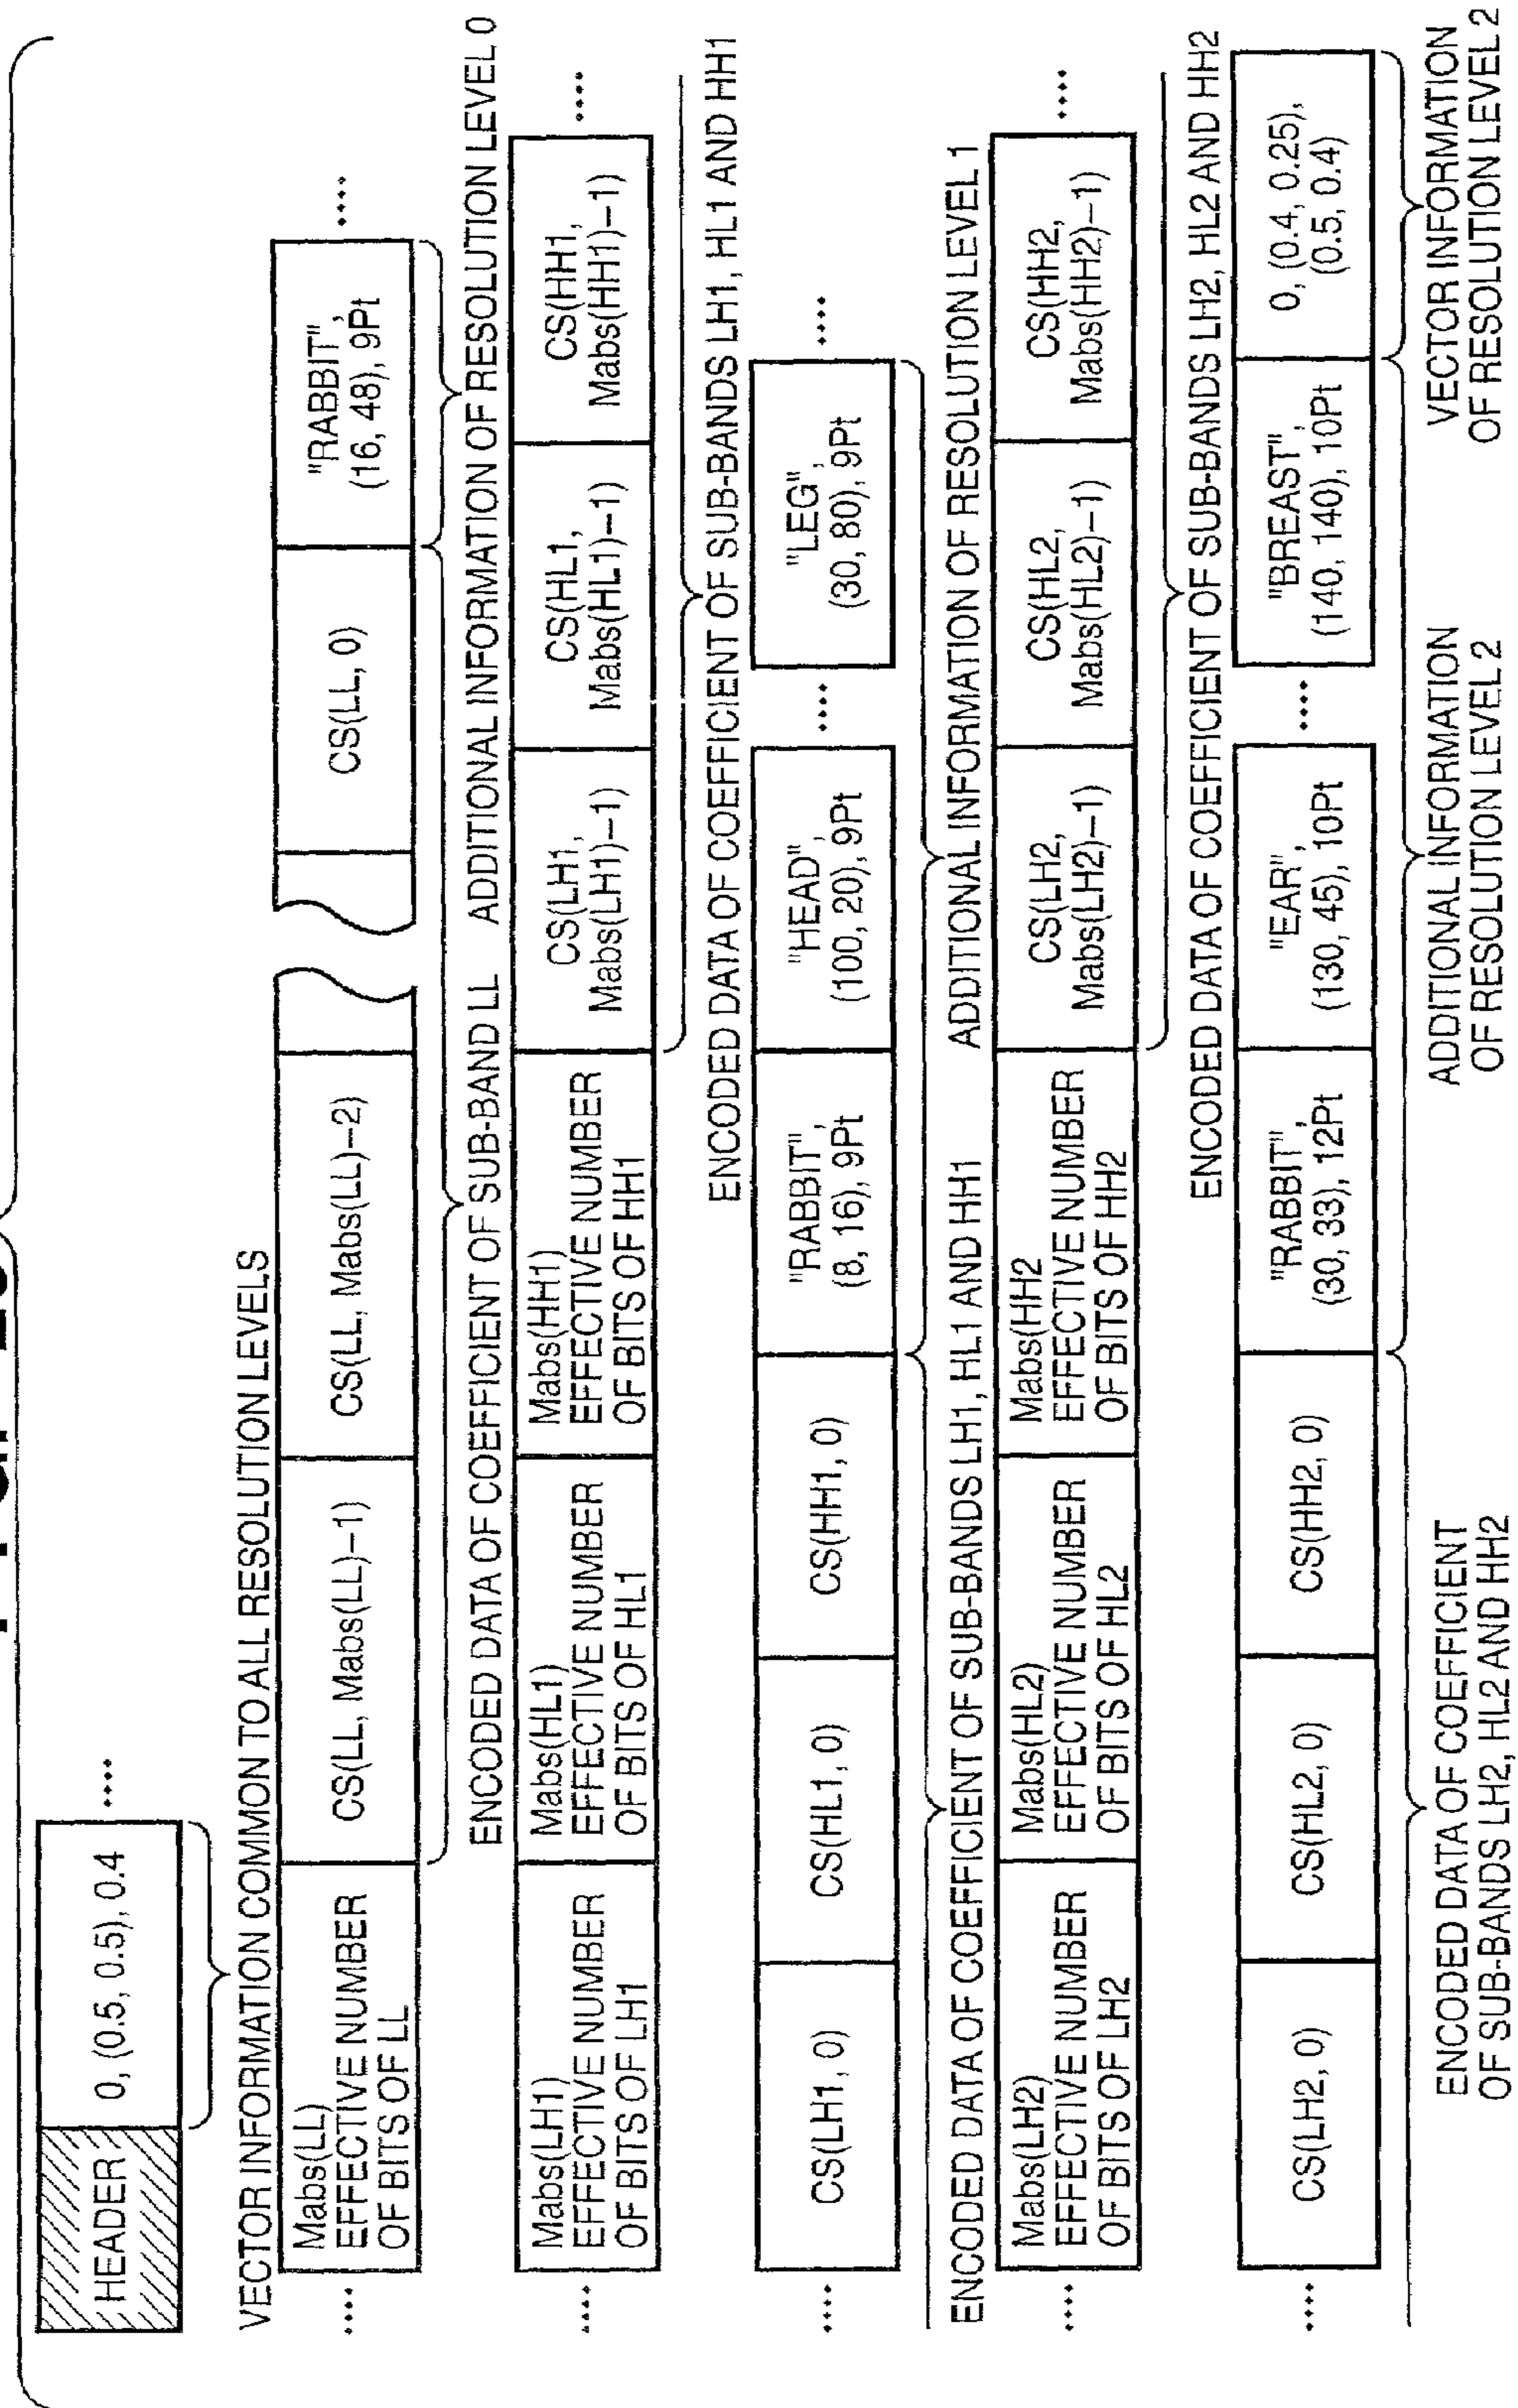 HEADER
0, (0.5, 0.5), 0.4
....
VECTOR INFORMATION COMMON TO ALL RESOLUTION LEVELS
....
Mabs(LL)
EFFECTIVE NUMBER
OF BITS OF LL
CS(LL, Mabs(LL)-1)
CS(LL, Mabs(LL)-2)
CS(LL, 0)
"RABBIT",
(16, 48), 9Pt
....
ENCODED DATA OF COEFFICIENT OF SUB-BAND LL
ADDITIONAL INFORMATION OF RESOLUTION LEVEL 0
....
Mabs(LH1)
EFFECTIVE NUMBER
OF BITS OF LH1
Mabs(HL1)
EFFECTIVE NUMBER
OF BITS OF HL1
Mabs(HH1)
EFFECTIVE NUMBER
OF BITS OF HH1
CS(LH1,
Mabs(LH1)-1)
CS(HL1,
Mabs(HL1)-1)
CS(HH1,
Mabs(HH1)-1)
....
ENCODED DATA OF COEFFICIENT OF SUB-BANDS LH1, HL1 AND HH1
....
CS(LH1, 0)
CS(HL1, 0)
CS(HH1, 0)
"RABBIT",
(8, 16), 9Pt
"HEAD",
(100, 20), 9Pt
....
"LEG",
(30, 80), 9Pt
....
ENCODED DATA OF COEFFICIENT OF SUB-BANDS LH1, HL1 AND HH1
ADDITIONAL INFORMATION OF RESOLUTION LEVEL 1
....
Mabs(LH2)
EFFECTIVE NUMBER
OF BITS OF LH2
Mabs(HL2)
EFFECTIVE NUMBER
OF BITS OF HL2
Mabs(HH2
EFFECTIVE NUMBER
OF BITS OF HH2
CS(LH2,
Mabs(LH2)-1)
CS(HL2,
Mabs(HL2)-1)
CS(HH2,
Mabs(HH2)-1)
....
ENCODED DATA OF COEFFICIENT OF SUB-BANDS LH2, HL2 AND HH2
....
CS(LH2, 0)
CS(HL2, 0)
CS(HH2, 0)
"RABBIT",
(30, 33), 12Pt
"EAR",
(130, 45), 10Pt
....
"BREAST",
(140, 140), 10Pt
0, (0.4, 0.25),
(0.5, 0.4)
ENCODED DATA OF COEFFICIENT
OF SUB-BANDS LH2, HL2 AND HH2
ADDITIONAL INFORMATION
OF RESOLUTION LEVEL 2
VECTOR INFORMATION
OF RESOLUTION LEVEL 2